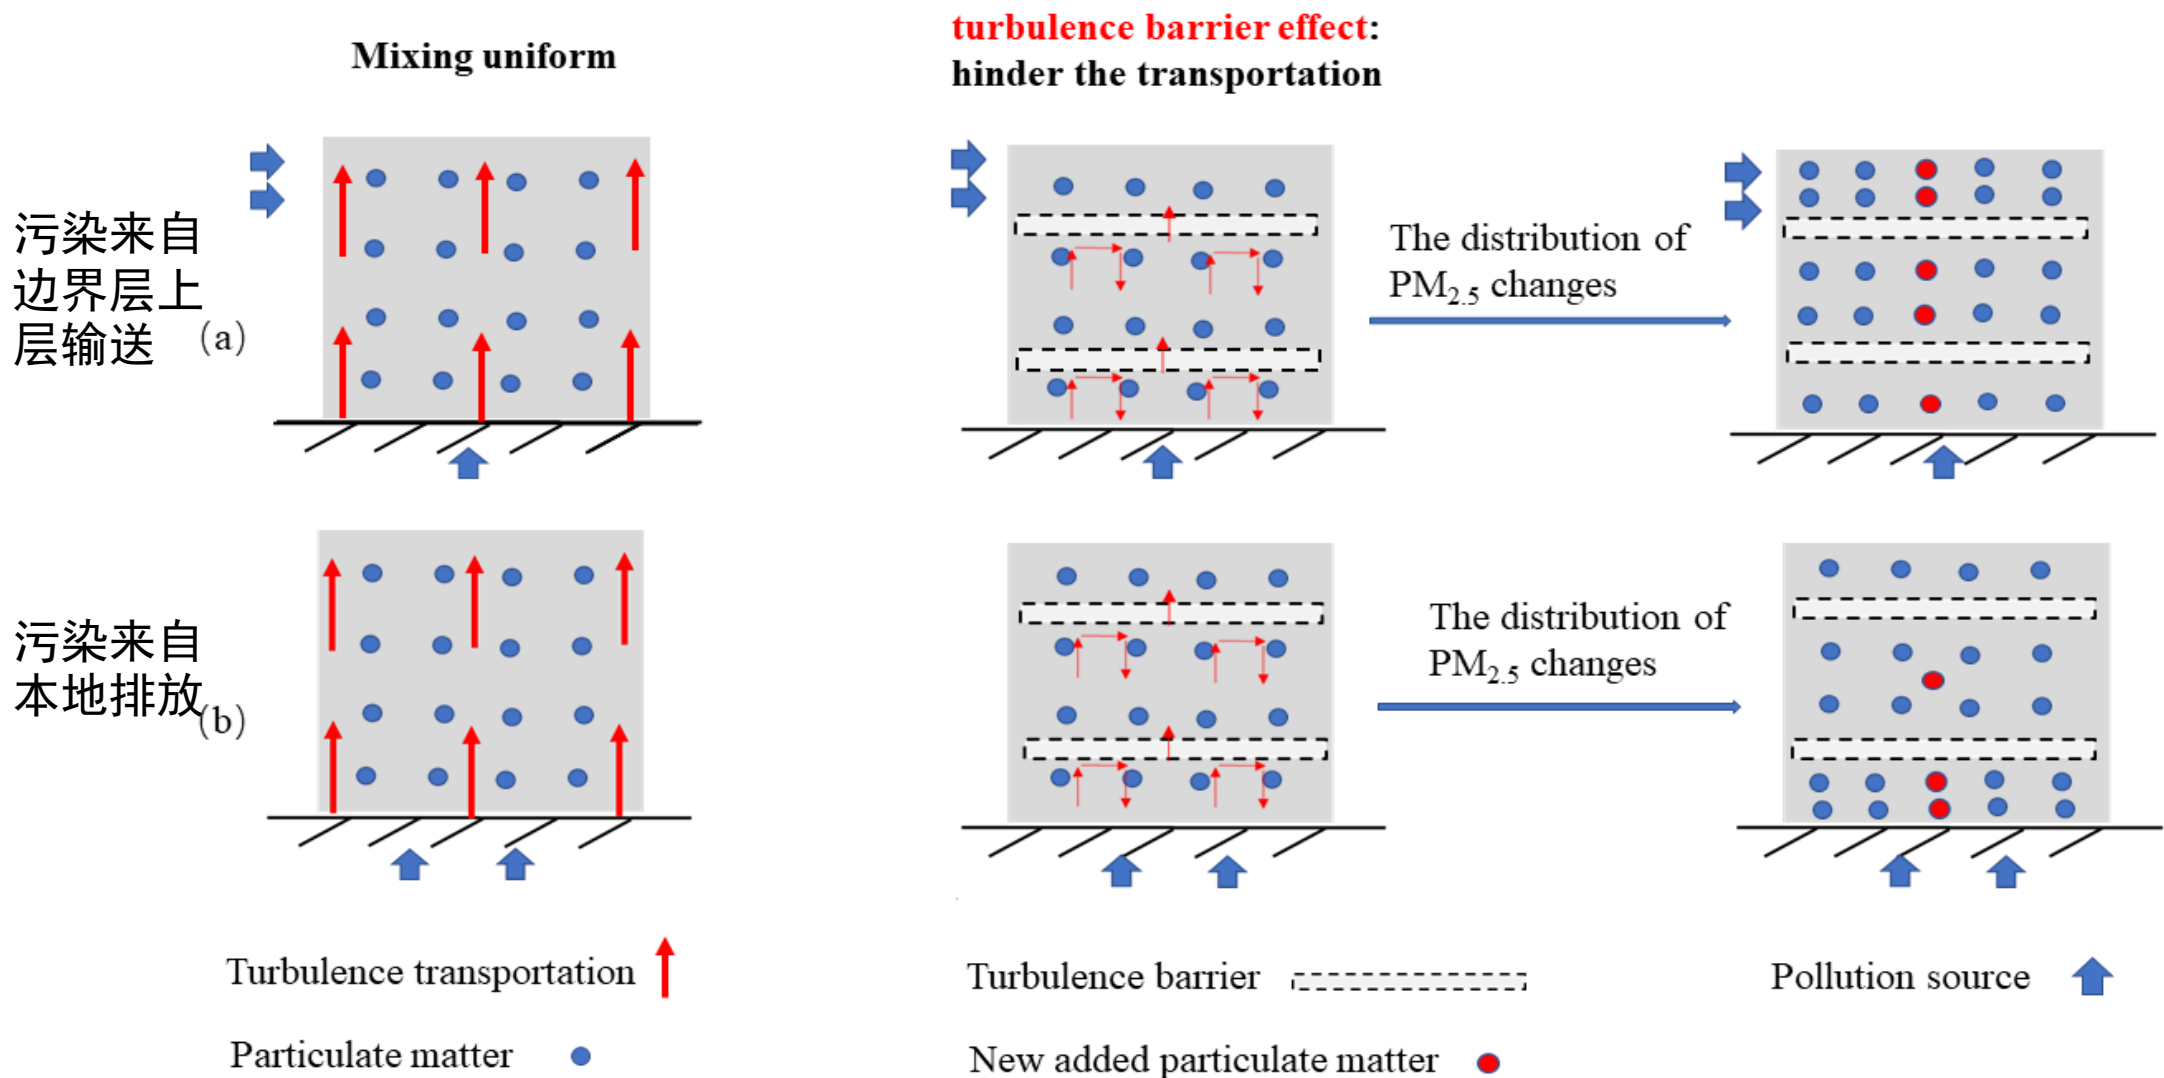 Mixing uniform
turbulence barrier effect:
hinder the transportation
污染来自
边界层上
层输送
(a)
The distribution of
PM2.5 changes
污染来自
本地排放
(b)
The distribution of
PM2.5 changes
Turbulence transportation
Turbulence barrier
Pollution source
Particulate matter
New added particulate matter